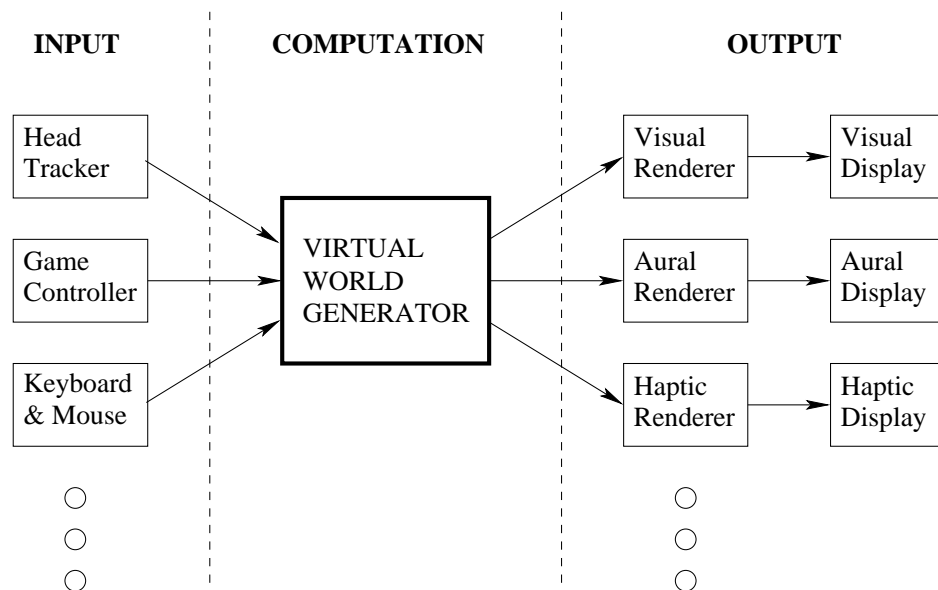 INPUT
COMPUTATION
OUTPUT
Head
Tracker
Game
Controller
Keyboard
& Mouse
VIRTUAL
WORLD
GENERATOR
Visual
Renderer
Visual
Display
Aural
Renderer
Aural
Display
Haptic
Renderer
Haptic
Display